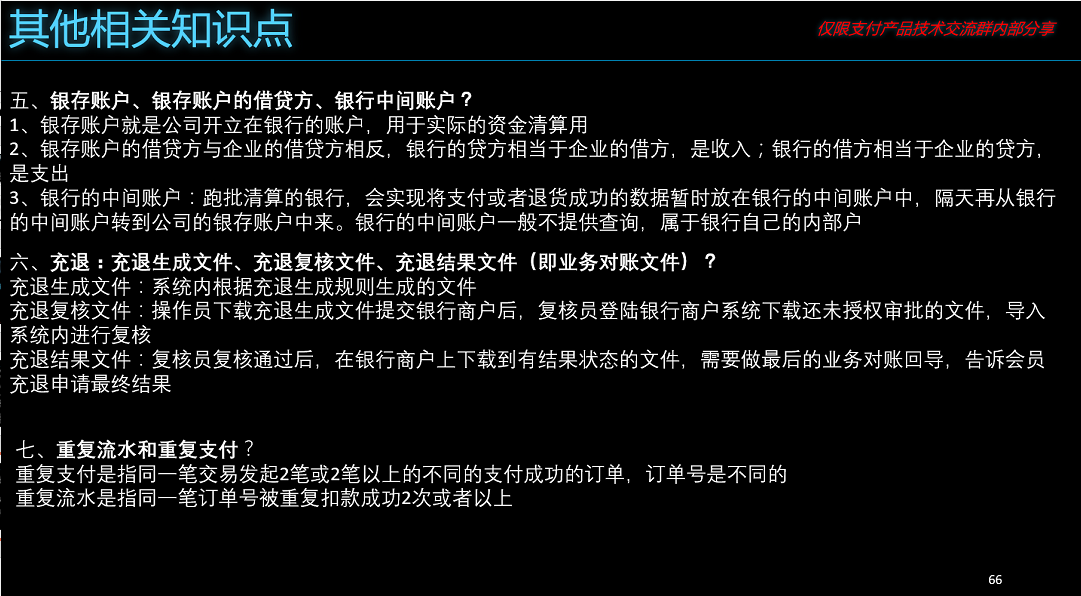 其他相关知识点
仅限支付产品技术交流群内部分享
五、银存账户、银存账户的借贷方、银行中间账户？
1、银存账户就是公司开立在银行的账户，用于实际的资金清算用
2、银存账户的借贷方与企业的借贷方相反，银行的贷方相当于企业的借方，是收入；银行的借方相当于企业的贷方，
是支出
3、银行的中间账户：跑批清算的银行，会实现将支付或者退货成功的数据暂时放在银行的中间账户中，隔天再从银行
的中间账户转到公司的银存账户中来。银行的中间账户一般不提供查询，属于银行自己的内部户
六、充退：充退生成文件、充退复核文件、充退结果文件（即业务对账文件）？
充退生成文件：系统内根据充退生成规则生成的文件
充退复核文件：操作员下载充退生成文件提交银行商户后，复核员登陆银行商户系统下载还未授权审批的文件，导入
系统内进行复核
充退结果文件：复核员复核通过后，在银行商户上下载到有结果状态的文件，需要做最后的业务对账回导，告诉会员
充退申请最终结果
七、重复流水和重复支付？
重复支付是指同一笔交易发起2笔或2笔以上的不同的支付成功的订单，订单号是不同的
重复流水是指同一笔订单号被重复扣款成功2次或者以上
66